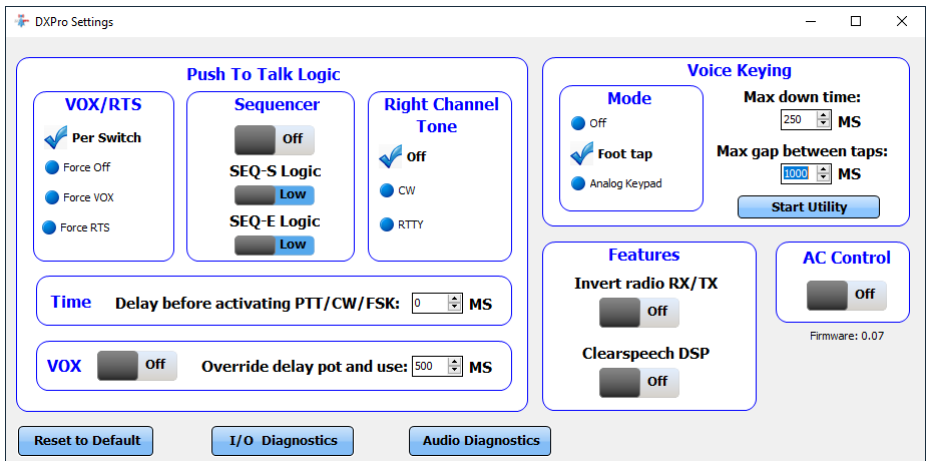 DXPro Settings
Push To Talk Logic
VOX/RTS
Per Switch
Force Off
Force VOX
Force RTS
Sequencer
Off
SEQ-S Logic
Low
SEQ-E Logic
Low
Right Channel
Tone
Off
CW
RTTY
Time
Delay before activating PTT/CW/FSK: 0 MS
VOX
Off
Override delay pot and use: 500 MS
Voice Keying
Mode
Off
Foot tap
Analog Keypad
Max down time:
250 MS
Max gap between taps:
1000 MS
Start Utility
Features
Invert radio RX/TX
Off
Clearspeech DSP
Off
AC Control
Off
Firmware: 0.07
Reset to Default
I/O Diagnostics
Audio Diagnostics